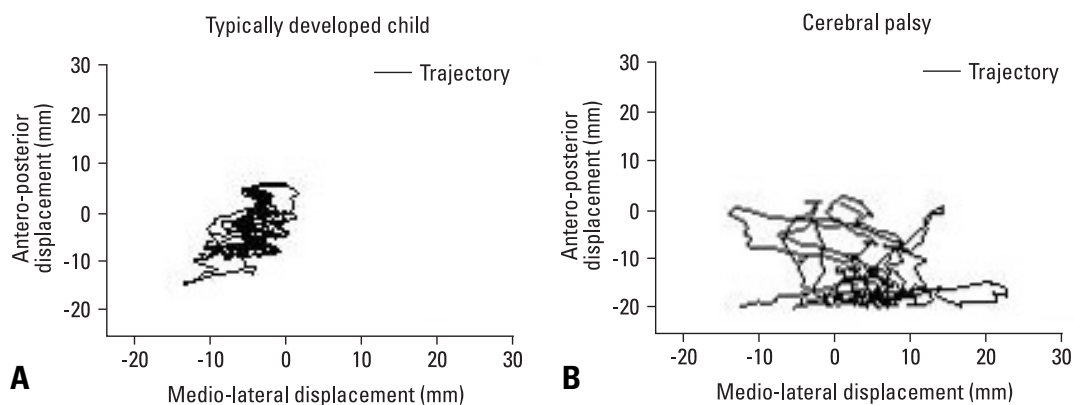 Typically developed child
30
20
10
0
-10
-20
Antero-posterior
displacement (mm)
Trajectory
-20
-10
0
10
20
30
Medio-lateral displacement (mm)
A
Cerebral palsy
30
20
10
0
-10
-20
Antero-posterior
displacement (mm)
Trajectory
-20
-10
0
10
20
30
Medio-lateral displacement (mm)
B